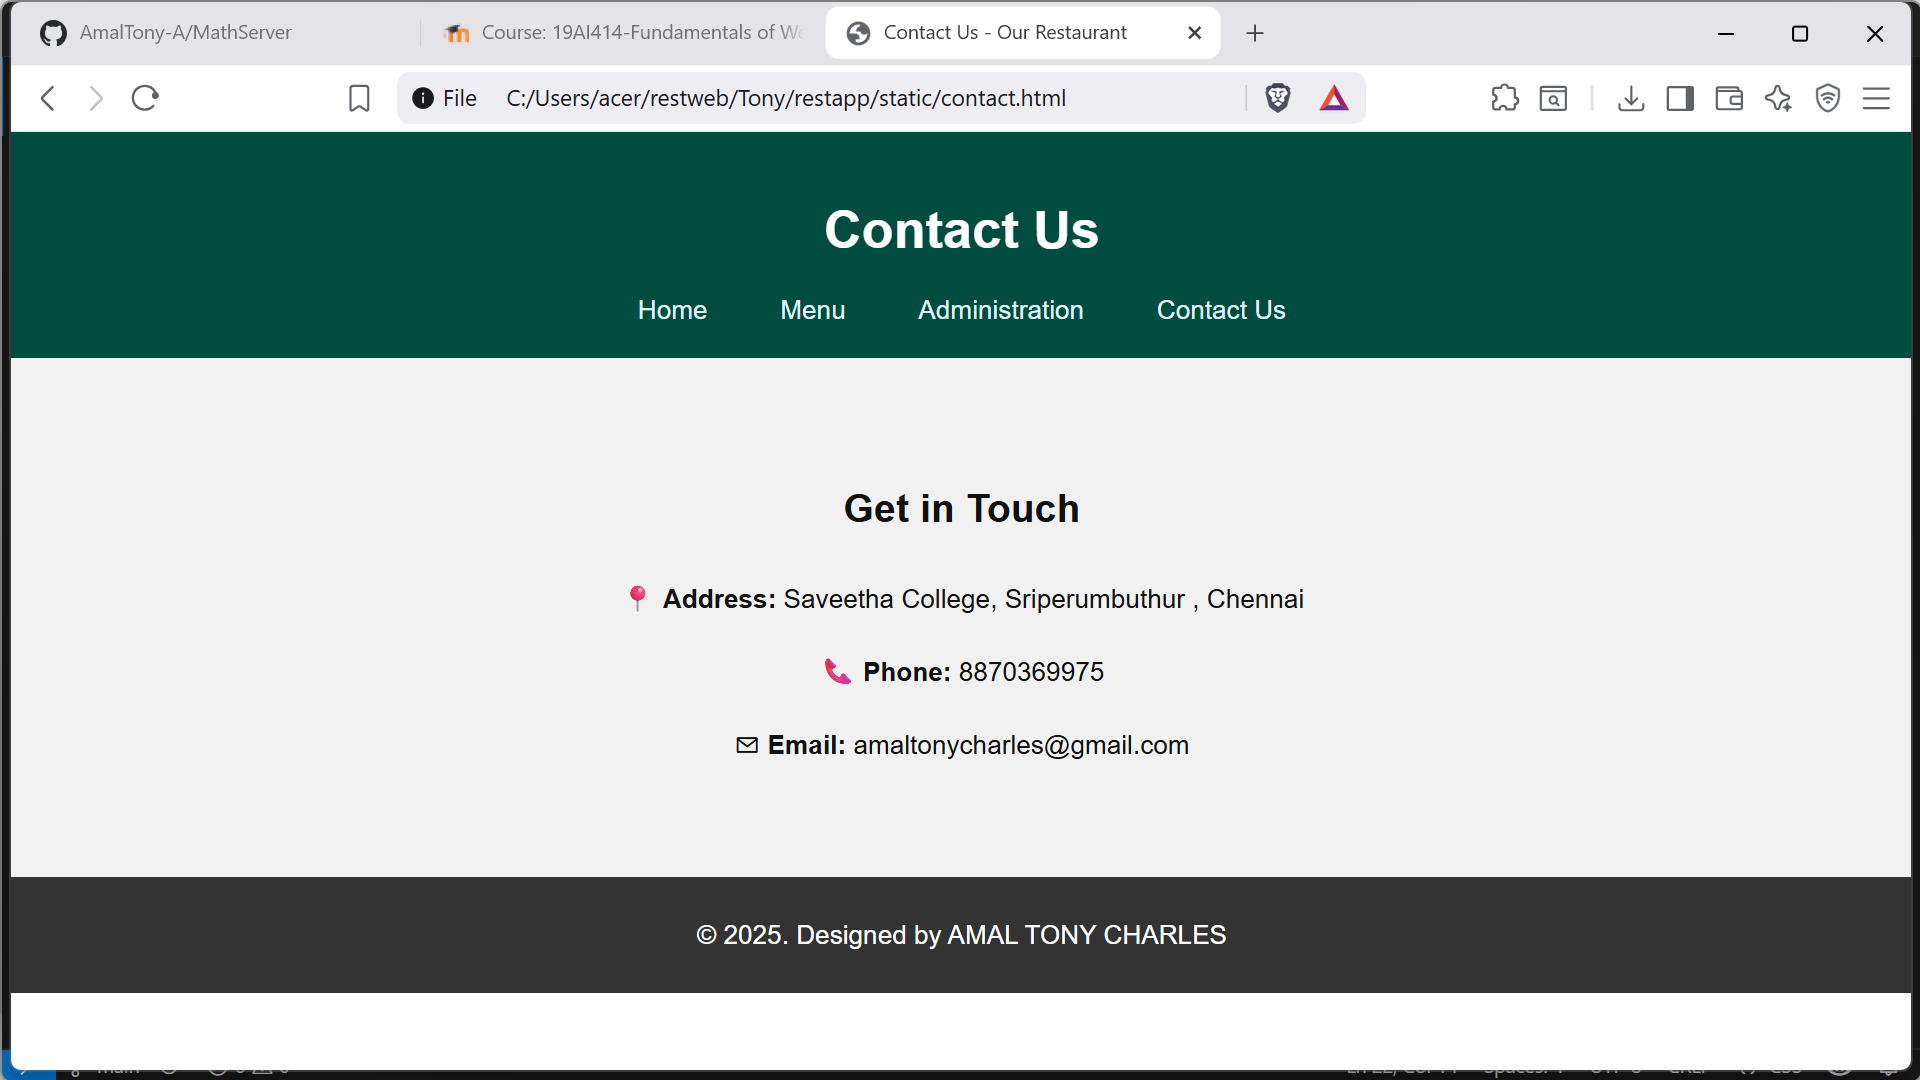 AmalTony-A/MathServer
Course: 19AI414-Fundamentals of We
Contact Us - Our Restaurant
File C:/Users/acer/restweb/Tony/restapp/static/contact.html
Contact Us
Home Menu Administration Contact Us
Get in Touch
Address: Saveetha College, Sriperumbuthur , Chennai
Phone: 8870369975
Email: amaltonycharles@gmail.com
© 2025. Designed by AMAL TONY CHARLES